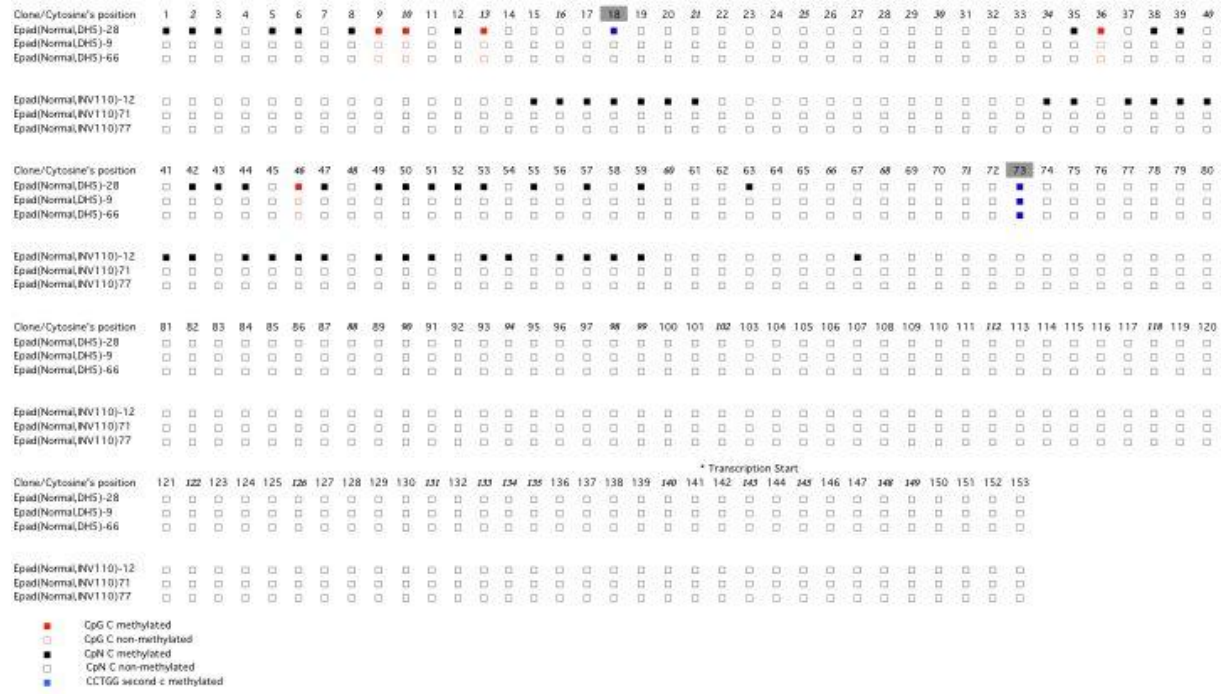 Clone/Cytosine's position 1 2 3 4 5 6 7 8 9 10 11 12 13 14 15 16 17 18 19 20 21 22 23 24 25 26 27 28 29 30 31 32 33 34 35 36 37 38 39 40
Epad(Normal,DH5)-28
Epad(Normal,DH5)-9
Epad(Normal,DH5)-66
Epad(Normal,INV110)-12
Epad(Normal,INV110)71
Epad(Normal,INV110)77
Clone/Cytosine's position 41 42 43 44 45 46 47 48 49 50 51 52 53 54 55 56 57 58 59 60 61 62 63 64 65 66 67 68 69 70 71 72 73 74 75 76 77 78 79 80
Epad(Normal,DH5)-28
Epad(Normal,DH5)-9
Epad(Normal,DH5)-66
Epad(Normal,INV110)-12
Epad(Normal,INV110)71
Epad(Normal,INV110)77
Clone/Cytosine's position 81 82 83 84 85 86 87 88 89 90 91 92 93 94 95 96 97 98 99 100 101 102 103 104 105 106 107 108 109 110 111 112 113 114 115 116 117 118 119 120
Epad(Normal,DH5)-28
Epad(Normal,DH5)-9
Epad(Normal,DH5)-66
Epad(Normal,INV110)-12
Epad(Normal,INV110)71
Epad(Normal,INV110)77
* Transcription Start
Clone/Cytosine's position 121 122 123 124 125 126 127 128 129 130 131 132 133 134 135 136 137 138 139 140 141 142 143 144 145 146 147 148 149 150 151 152 153
Epad(Normal,DH5)-28
Epad(Normal,DH5)-9
Epad(Normal,DH5)-66
Epad(Normal,INV110)-12
Epad(Normal,INV110)71
Epad(Normal,INV110)77
CpG C methylated
CpG C non-methylated
CpN C methylated
CpN C non-methylated
CCTGG second c methylated